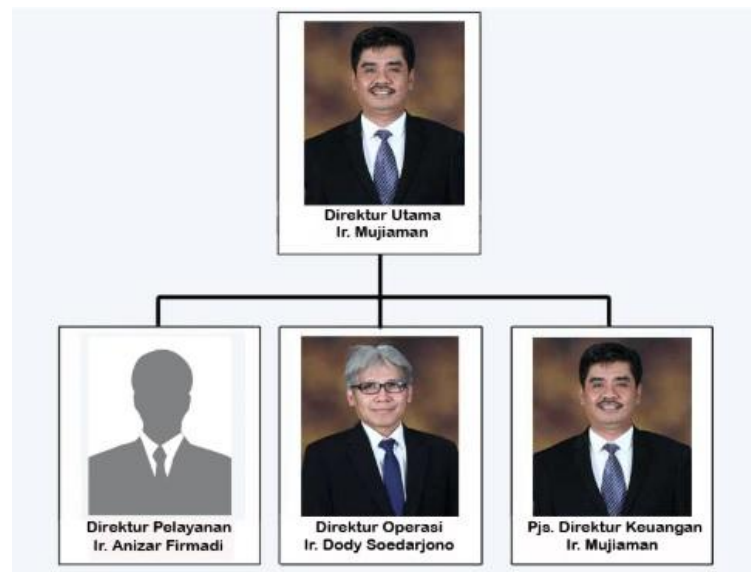 Direktur Utama
Ir. Mujiaman
Direktur Pelayanan
Ir. Anizar Firmadi
Direktur Operasi
Ir. Dody Soedarjono
Pjs. Direktur Keuangan
Ir. Mujiaman